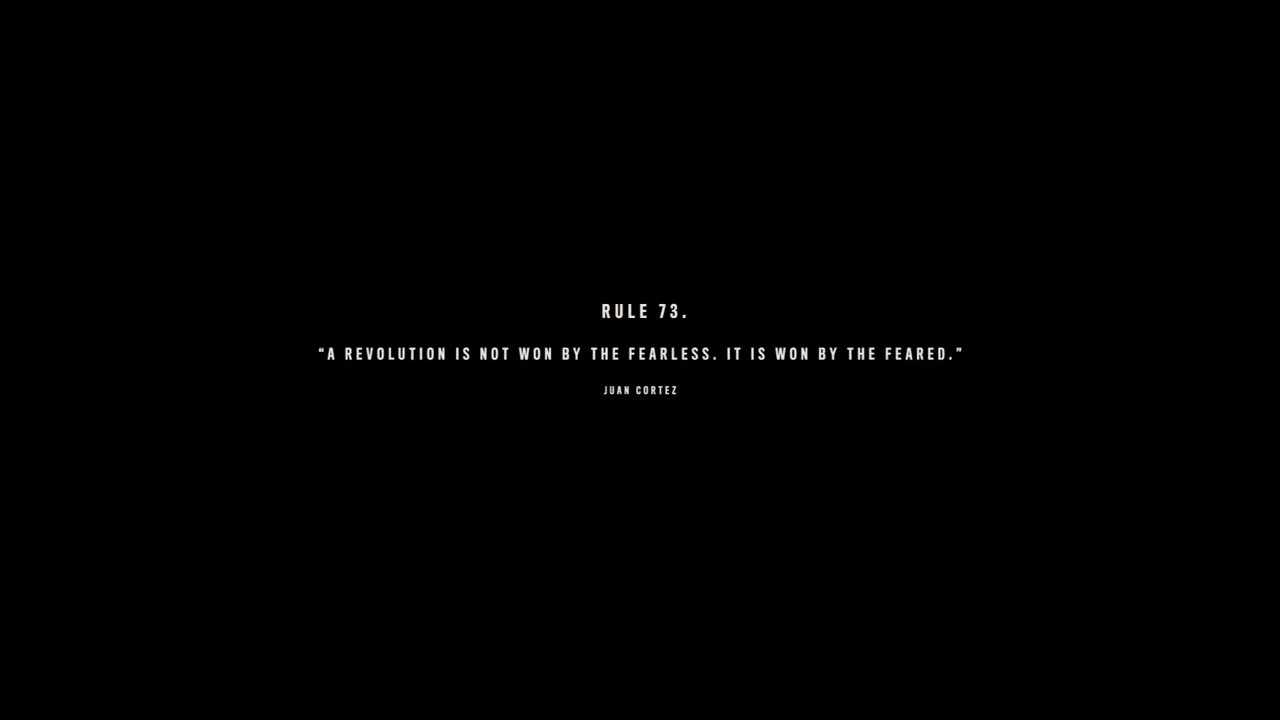 RULE 73.
“A REVOLUTION IS NOT WON BY THE FEARLESS. IT IS WON BY THE FEARED.”
JUAN CORTEZ